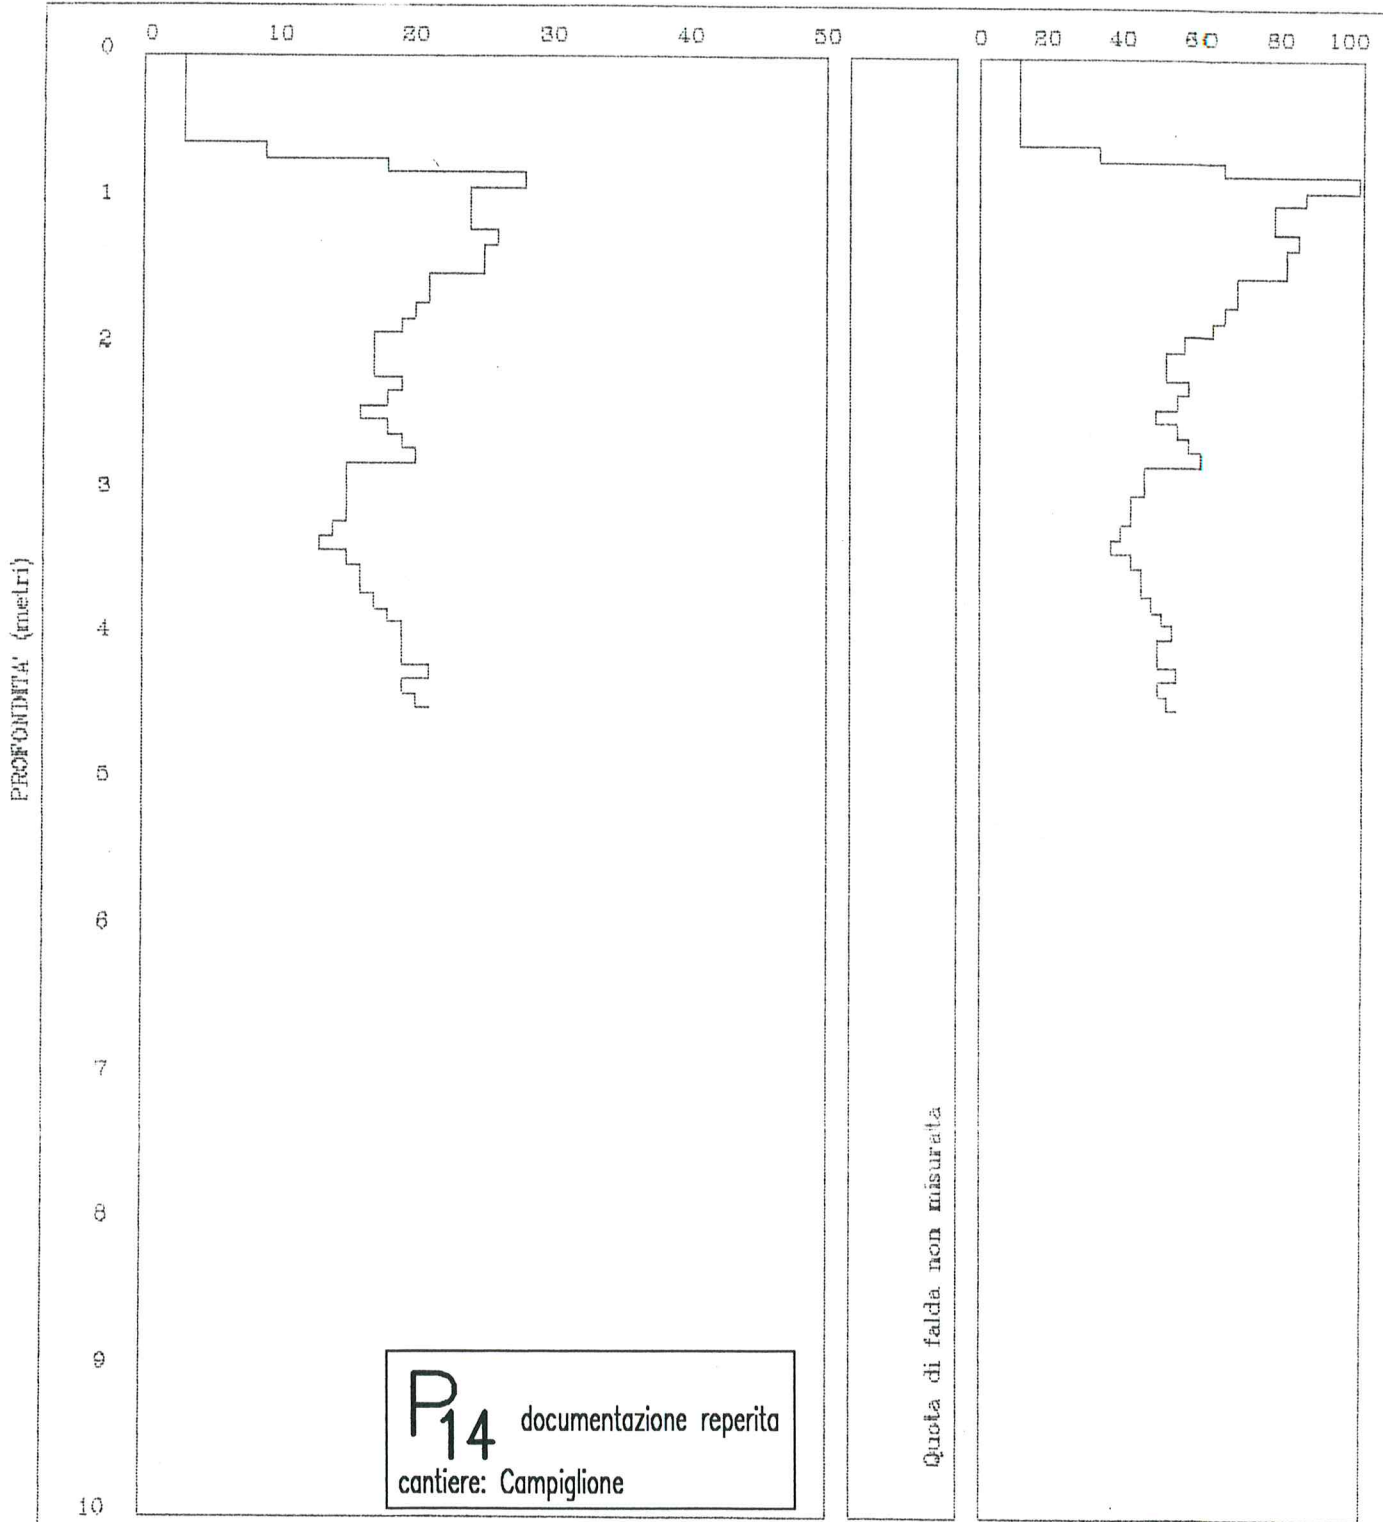 0 10 20 30 40 50
0 20 40 60 80 100
0
1
2
3
4
5
6
7
8
9
10
PROFONDITA' (metri)
Quota di falda non misurata
P14 documentazione reperita
cantiere: Campiglione